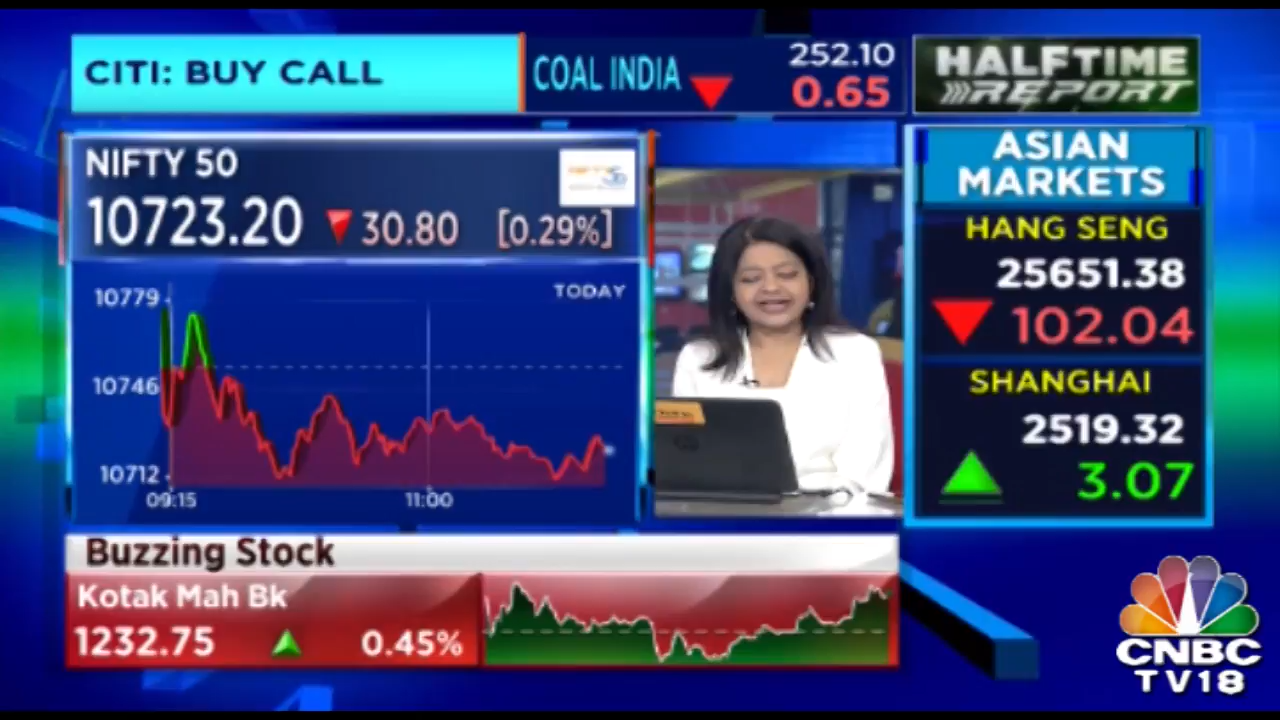 CITI: BUY CALL
COAL INDIA
252.10
0.65
HALFTIME
REPORT
NIFTY 50
10723.20
30.80
[0.29%]
TODAY
10779
10746
10712
09:15
11:00
ASIAN
MARKETS
HANG SENG
25651.38
102.04
SHANGHAI
2519.32
3.07
Buzzing Stock
Kotak Mah Bk
1232.75
0.45%
CNBC
TV18